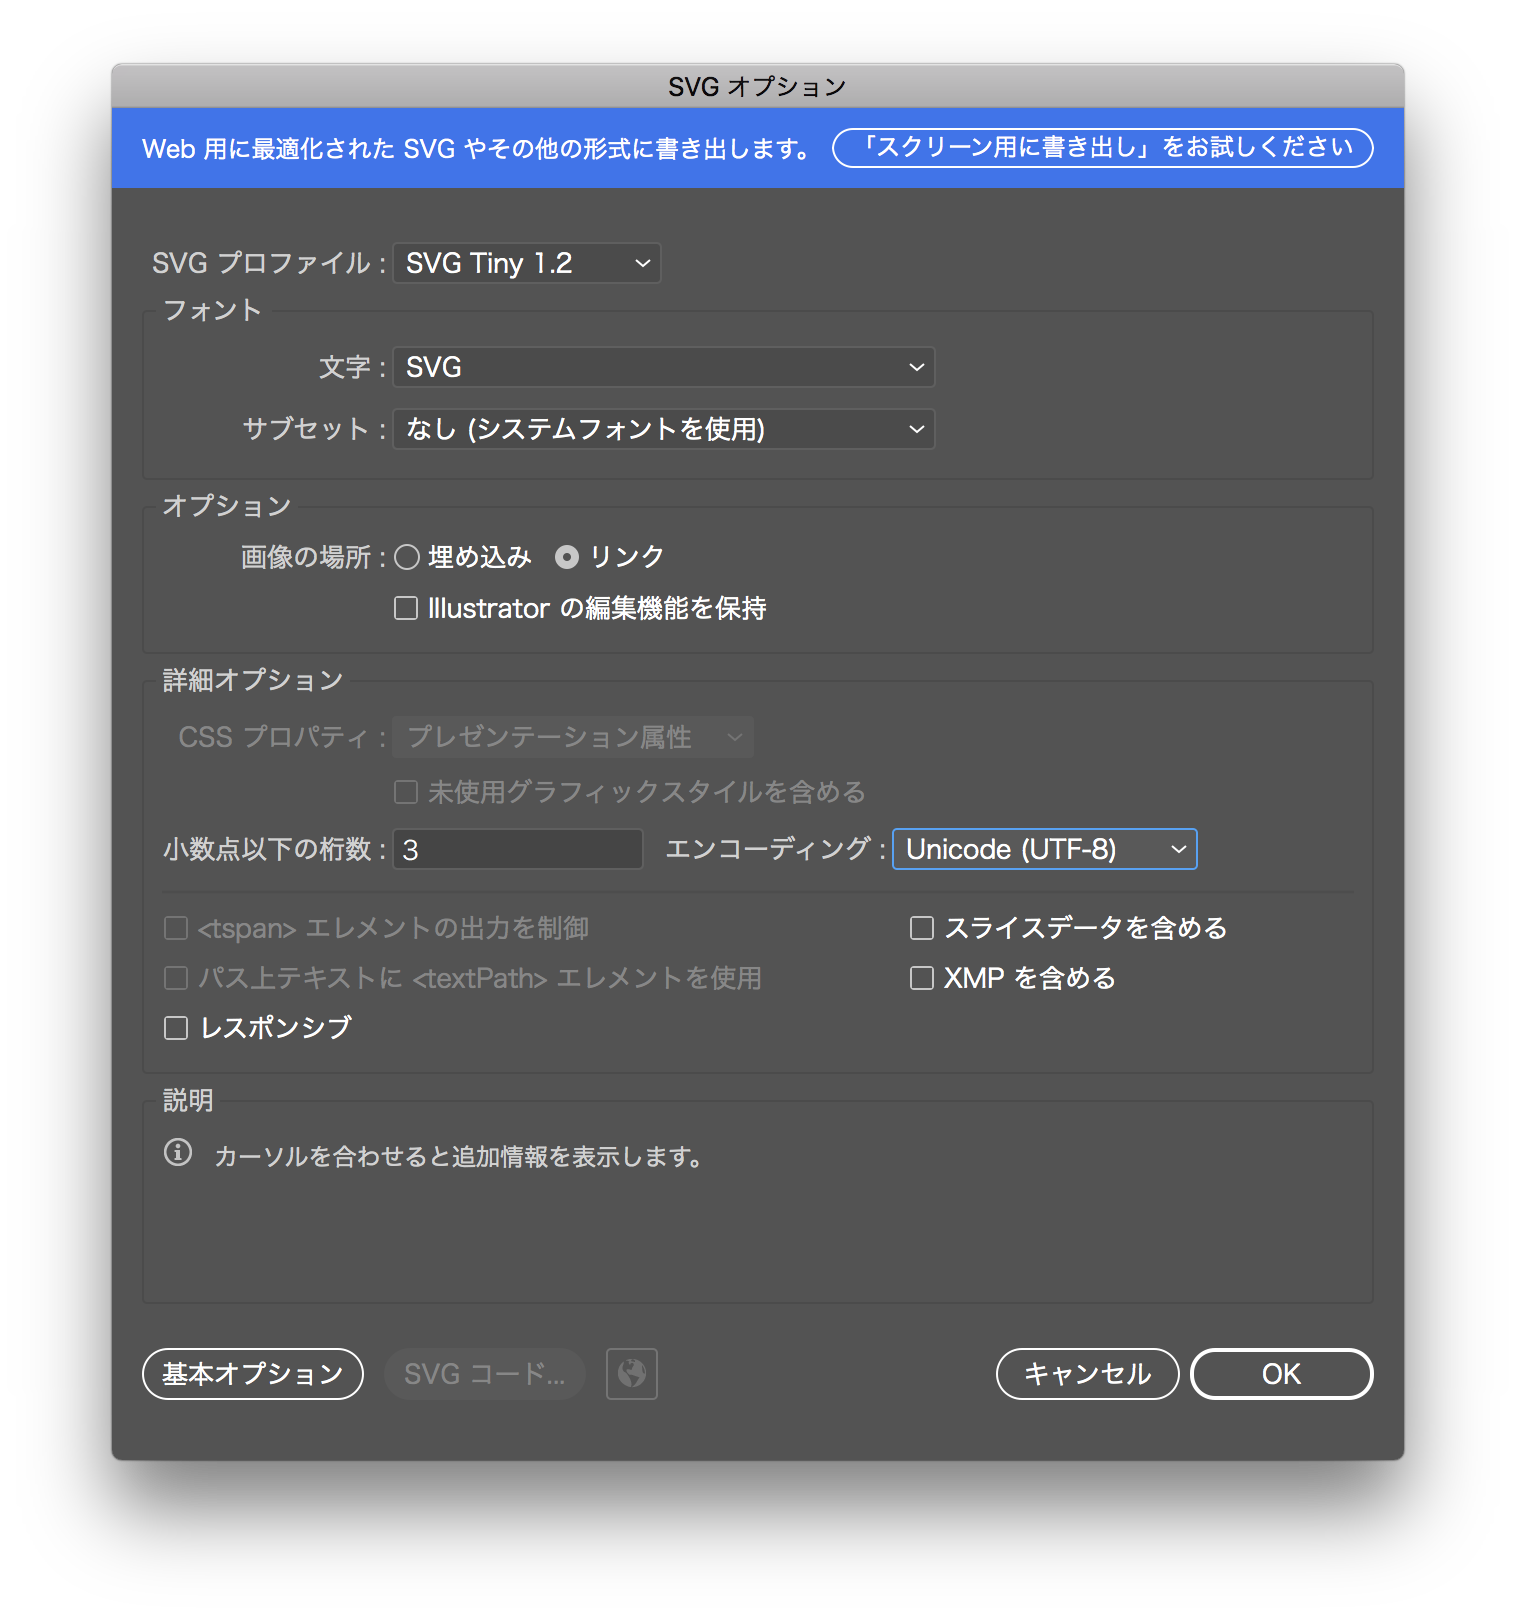 SVG オプション
Web 用に最適化された SVG やその他の形式に書き出します。 「スクリーン用に書き出し」をお試しください
SVG プロファイル : SVG Tiny 1.2
フォント
文字 : SVG
サブセット : なし (システムフォントを使用)
オプション
画像の場所 : 埋め込み リンク
Illustrator の編集機能を保持
詳細オプション
CSS プロパティ : プレゼンテーション属性
未使用グラフィックスタイルを含める
小数点以下の桁数 : 3 エンコーディング : Unicode (UTF-8)
<tspan> エレメントの出力を制御 スライスデータを含める
パス上テキストに <textPath> エレメントを使用 XMP を含める
レスポンシブ
説明
カーソルを合わせると追加情報を表示します。
基本オプション SVG コード... キャンセル OK